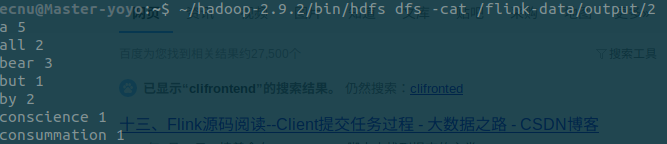 ecnu@Master-yoyo:~$ ~/hadoop-2.9.2/bin/hdfs dfs -cat /flink-data/output/2
a 5
all 2
百度为您找到相关结果约27,500个
搜索工具
bear 3
but 1
已显示“clifrontend”的搜索结果。 仍然搜索：clifronted
by 2
conscience 1
十三、Flink源码阅读--Client提交任务过程 - 大数据之路 - CSDN博客
consummation 1